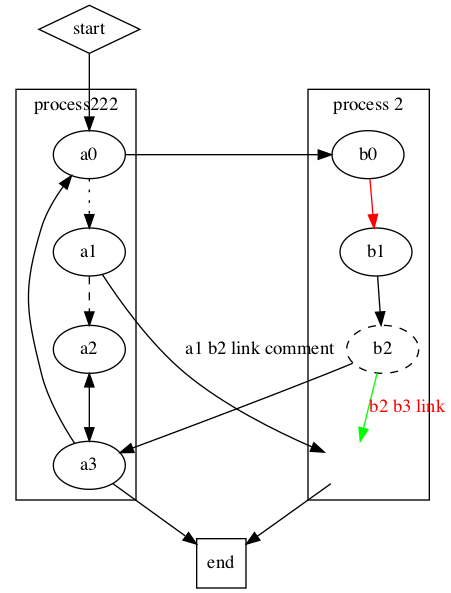 start
process222
process 2
a0
b0
a1
b1
a1 b2 link comment
a2
b2
b2 b3 link
a3
end